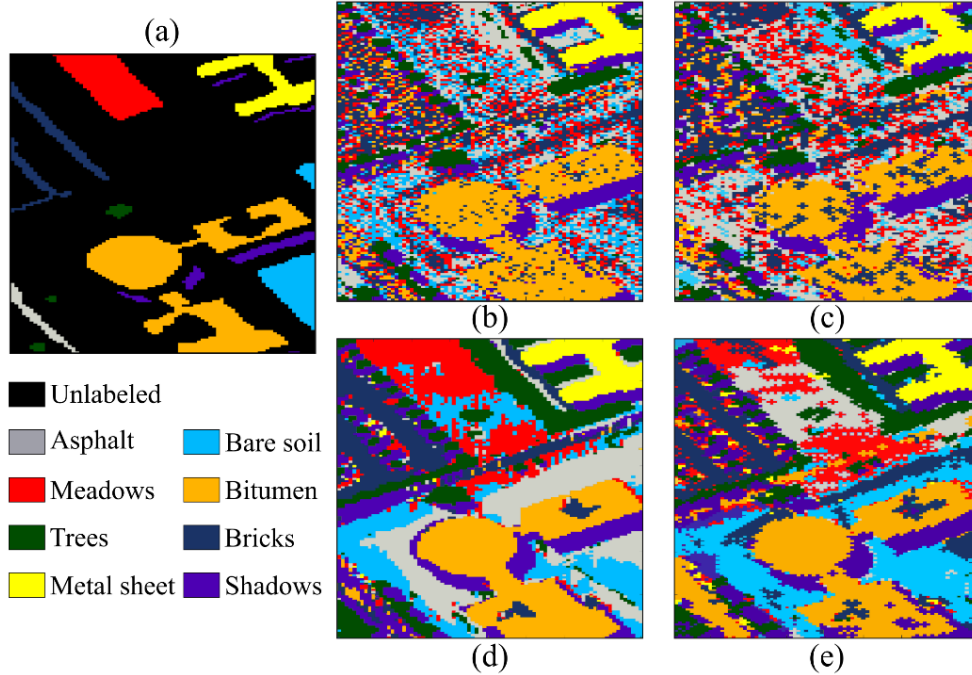 (a)
(b)
(c)
Unlabeled
Asphalt
Bare soil
Meadows
Bitumen
Trees
Bricks
Metal sheet
Shadows
(d)
(e)